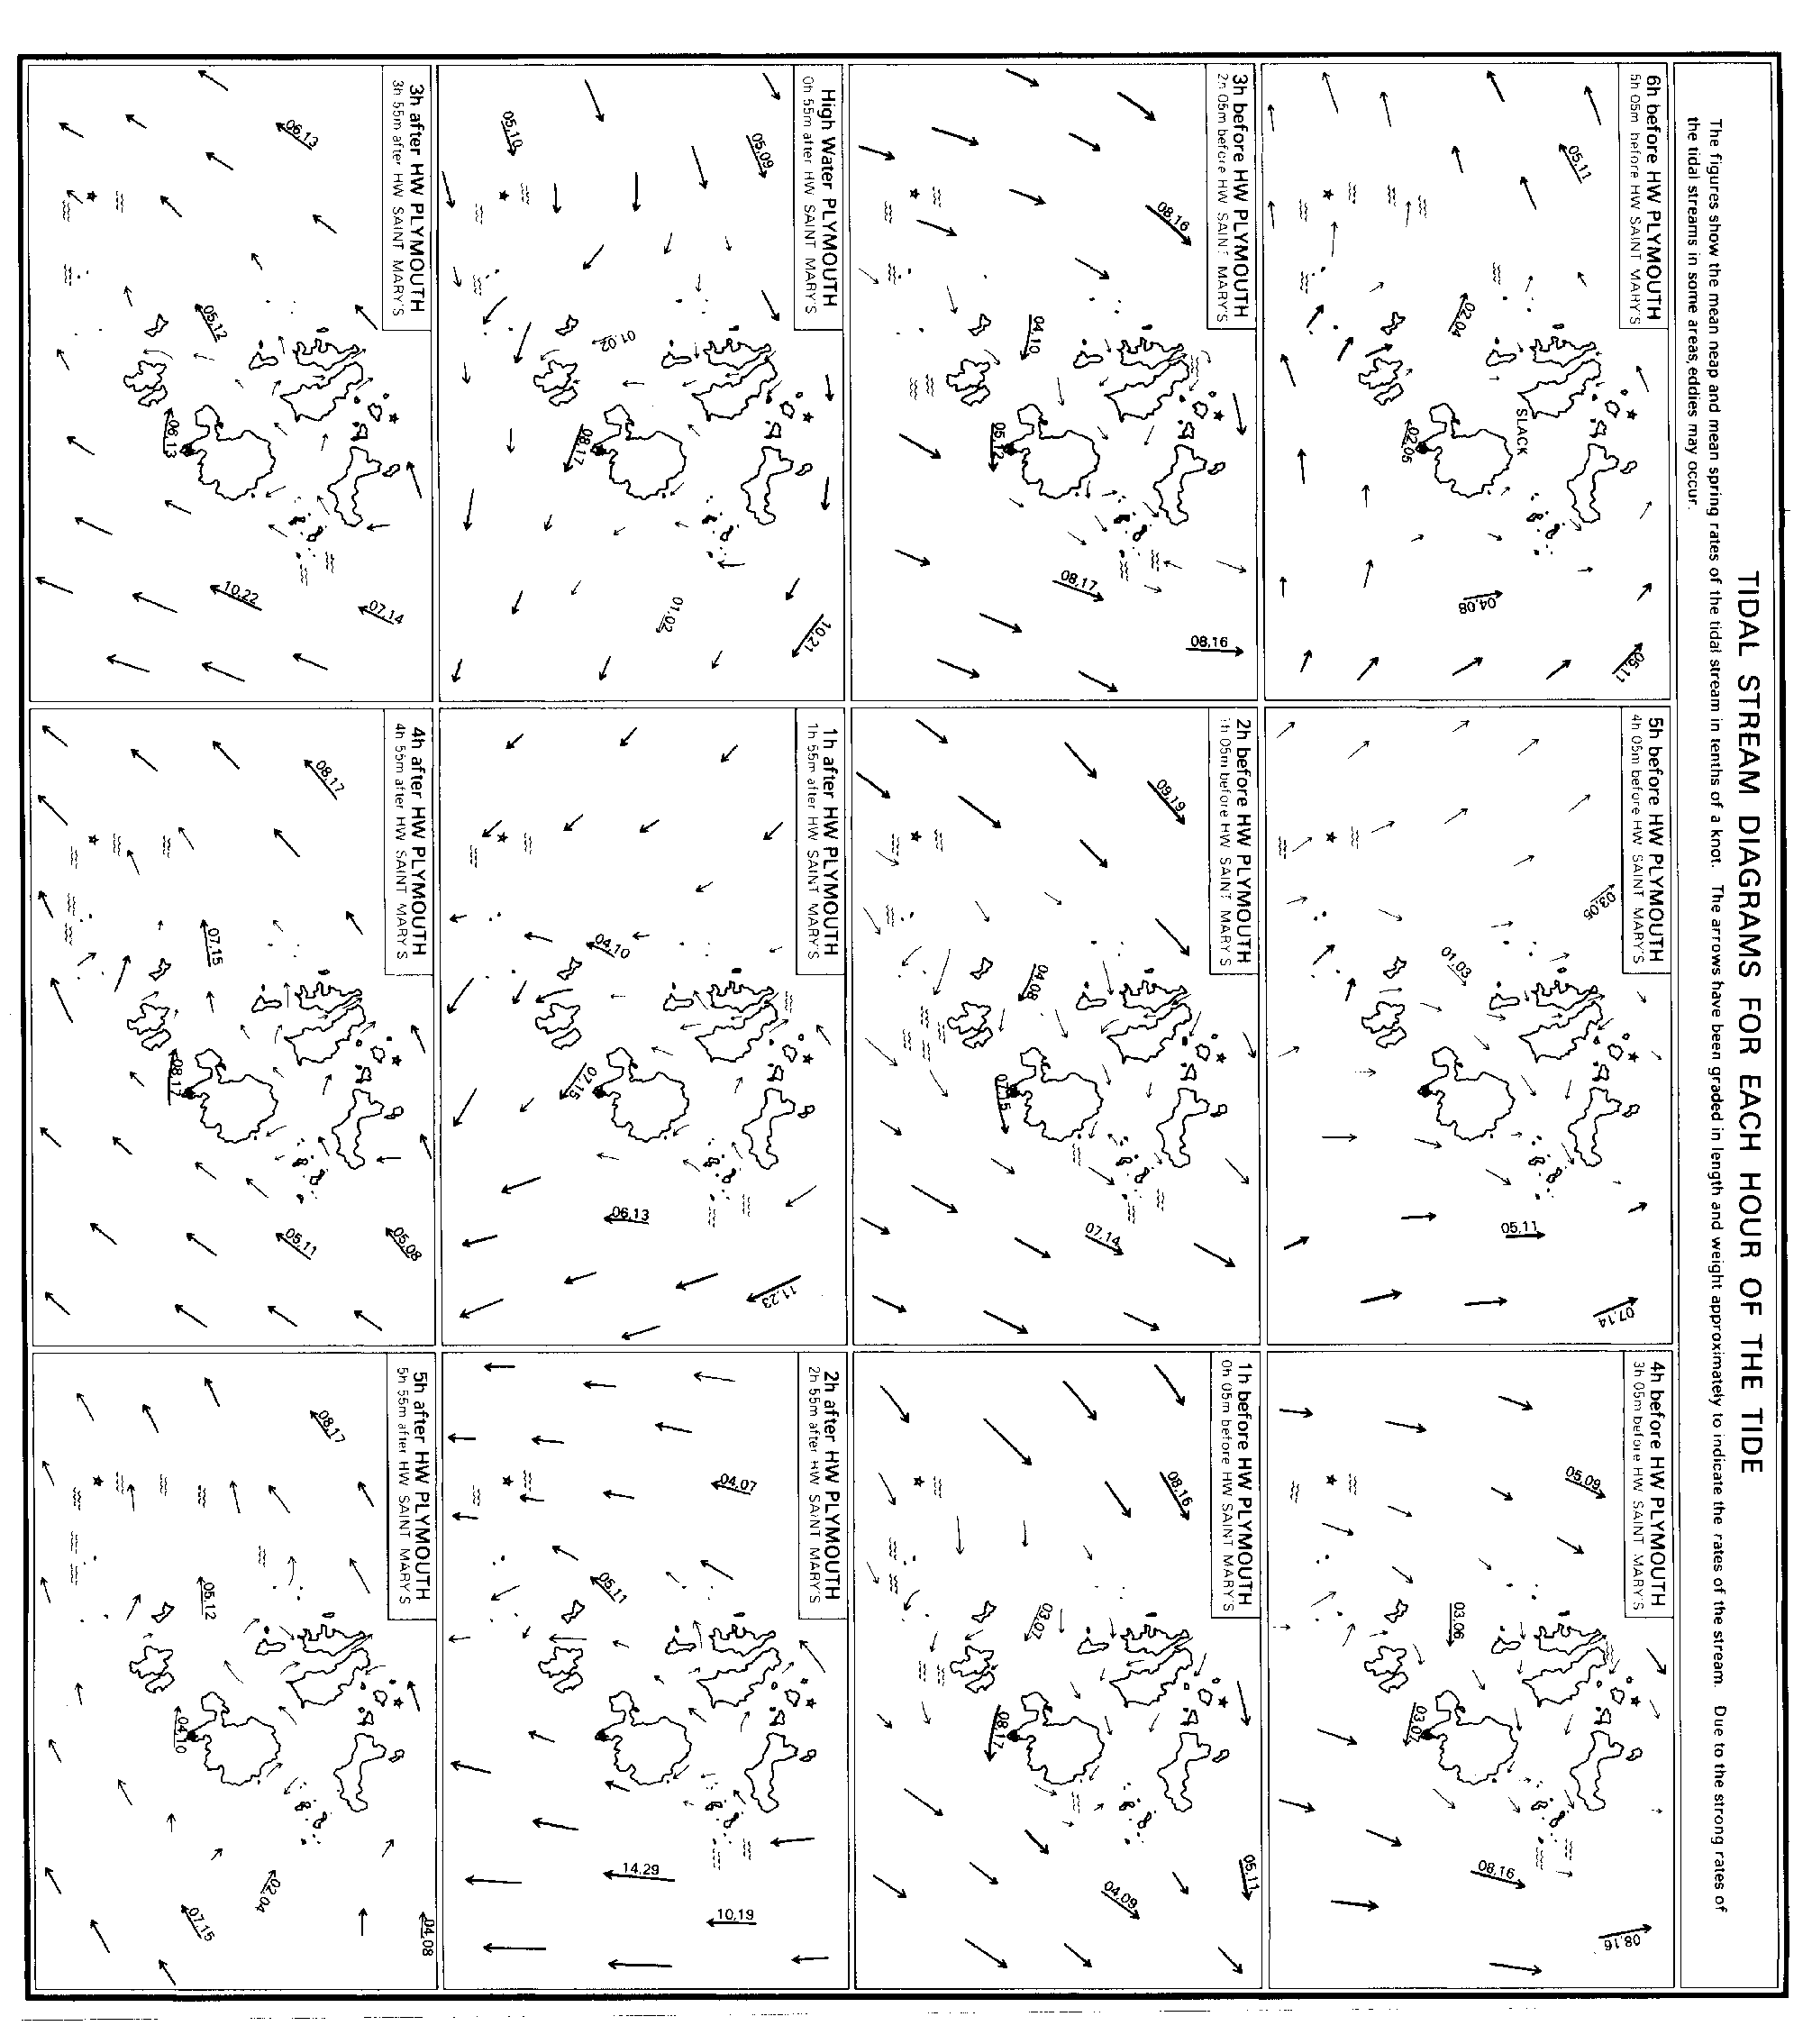 TIDAL STREAM DIAGRAMS FOR EACH HOUR OF THE TIDE
The figures show the mean neap and mean spring rates of the tidal stream in tenths of a knot. The arrows have been graded in length and weight approximately to indicate the rates of the stream. Due to the strong rates of
the tidal streams in some areas, eddies may occur.
6h before HW PLYMOUTH
5h 05m before HW SAINT MARY'S
05,11
02,04
SLACK
02,05
04,08
05,11
5h before HW PLYMOUTH
4h 05m before HW SAINT MARY'S
03,05
01,03
05,11
07,14
4h before HW PLYMOUTH
3h 05m before HW SAINT MARY'S
05,09
03,06
03,07
08,16
08,16
3h before HW PLYMOUTH
2h 05m before HW SAINT MARY'S
08,16
04,10
05,12
08,17
08,16
2h before HW PLYMOUTH
1h 05m before HW SAINT MARY'S
09,19
04,08
07,15
07,14
1h before HW PLYMOUTH
0h 05m before HW SAINT MARY'S
08,16
03,07
08,17
05,11
04,09
High Water PLYMOUTH
0h 55m after HW SAINT MARY'S
05,09
05,10
01,02
08,17
01,02
10,21
1h after HW PLYMOUTH
1h 55m after HW SAINT MARY'S
04,10
07,15
06,13
11,23
2h after HW PLYMOUTH
2h 55m after HW SAINT MARY'S
04,07
05,11
14,29
10,19
3h after HW PLYMOUTH
3h 55m after HW SAINT MARY'S
06,13
05,12
06,13
10,22
07,14
4h after HW PLYMOUTH
4h 55m after HW SAINT MARY'S
08,17
07,15
08,17
05,11
05,08
5h after HW PLYMOUTH
5h 55m after HW SAINT MARY'S
08,17
05,12
04,10
02,04
07,15
04,08